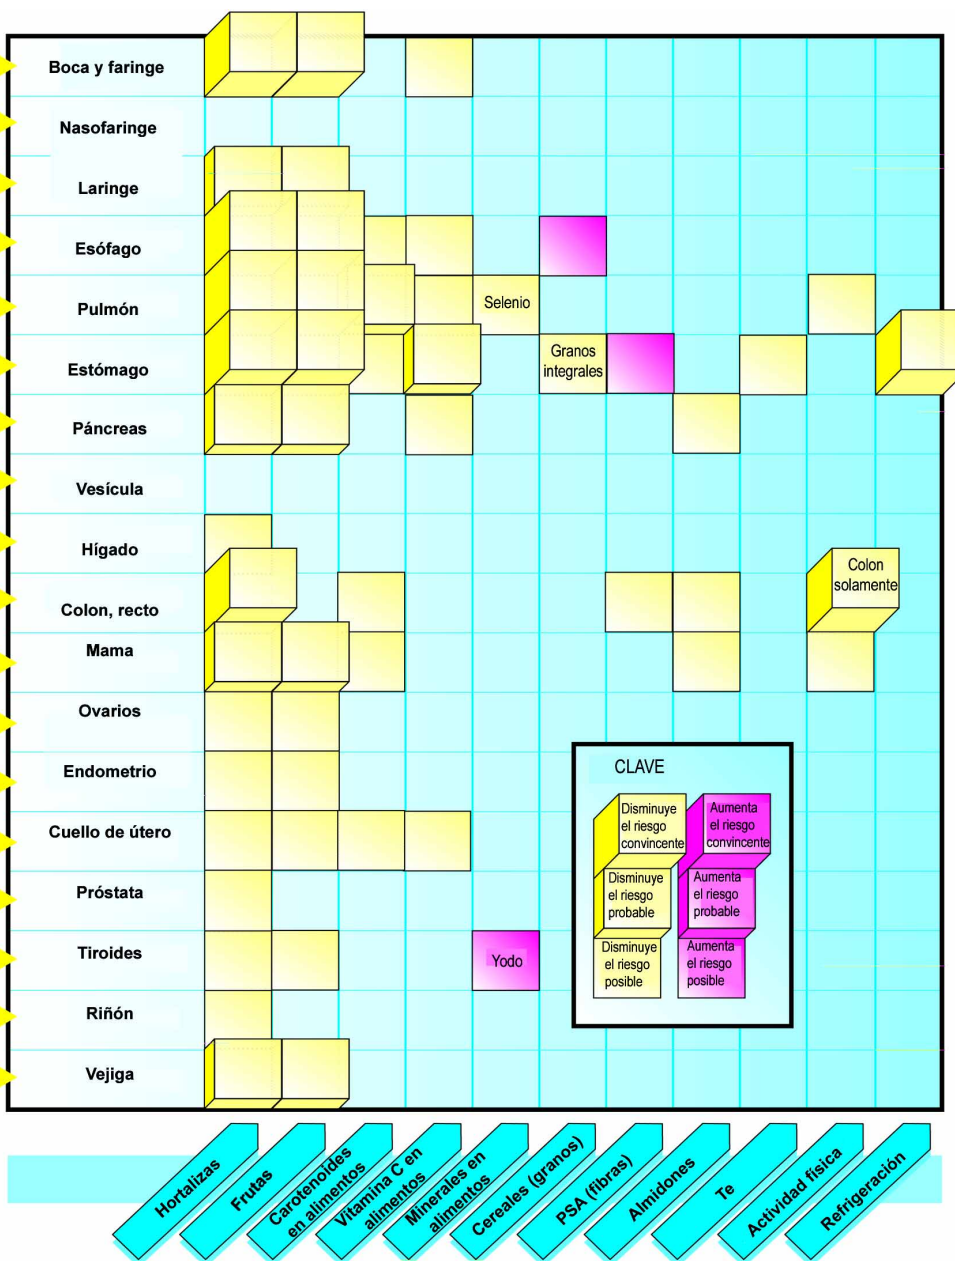 Boca y faringe
Nasofaringe
Laringe
Esófago
Pulmón
Selenio
Estómago
Granos
integrales
Páncreas
Vesícula
Hígado
Colon, recto
Colon
solamente
Mama
Ovarios
Endometrio
Cuello de útero
Próstata
Tiroides
Yodo
Riñón
Vejiga
CLAVE
Disminuye
el riesgo
convincente
Aumenta
el riesgo
convincente
Disminuye
el riesgo
probable
Aumenta
el riesgo
probable
Disminuye
el riesgo
posible
Aumenta
el riesgo
posible
Hortalizas
Frutas
Carotenoides
en alimentos
Vitamina C en
alimentos
Minerales en
alimentos
Cereales (granos)
PSA (fibras)
Almidones
Te
Actividad física
Refrigeración